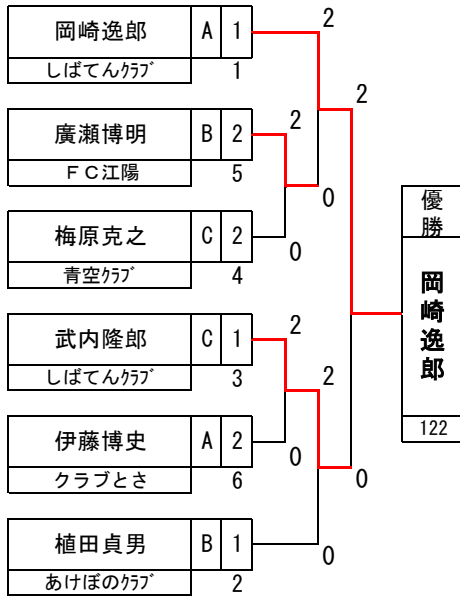 岡崎逸郎 A 1
しばてんｸﾗﾌﾞ 1
廣瀬博明 B 2
ＦＣ江陽 5
梅原克之 C 2
青空ｸﾗﾌﾞ 4
武内隆郎 C 1
しばてんｸﾗﾌﾞ 3
伊藤博史 A 2
クラブとさ 6
植田貞男 B 1
あけぼのｸﾗﾌﾞ 2
2
2
0
0
2
2
0
0
2
0
優勝
岡崎逸郎
122